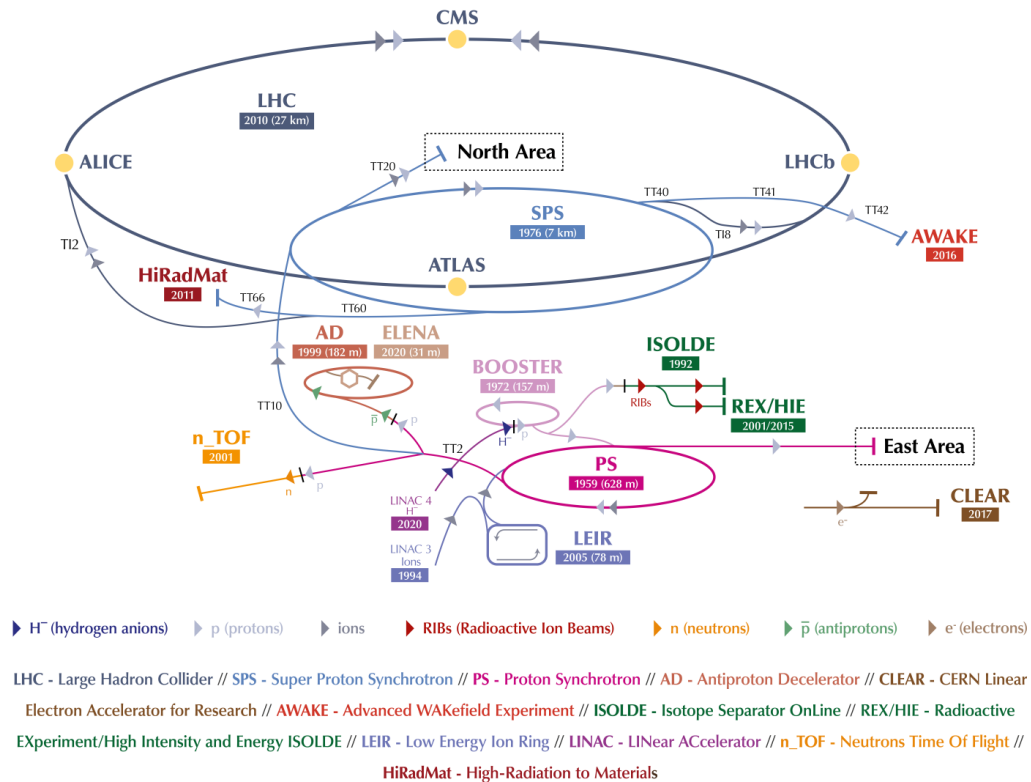 CMS
LHC
2010 (27 km)
North Area
ALICE
TT20
LHCb
TT40
TT41
SPS
1976 (7 km)
TT42
TI8
AWAKE
2016
TI2
ATLAS
HiRadMat
2011
TT66
TT60
AD
1999 (182 m)
ELENA
2020 (31 m)
ISOLDE
1992
BOOSTER
1972 (157 m)
RIBs
REX/HIE
2001/2015
TT10
p̅
p
H⁻
p
n_TOF
2001
TT2
East Area
PS
1959 (628 m)
n
p
LINAC 4
H⁻
2020
CLEAR
2017
e⁻
LEIR
2005 (78 m)
LINAC 3
Ions
1994
H⁻ (hydrogen anions) p (protons) ions RIBs (Radioactive Ion Beams) n (neutrons) p̅ (antiprotons) e⁻ (electrons)
LHC - Large Hadron Collider // SPS - Super Proton Synchrotron // PS - Proton Synchrotron // AD - Antiproton Decelerator // CLEAR - CERN Linear
Electron Accelerator for Research // AWAKE - Advanced WAKefield Experiment // ISOLDE - Isotope Separator OnLine // REX/HIE - Radioactive
EXperiment/High Intensity and Energy ISOLDE // LEIR - Low Energy Ion Ring // LINAC - LINear ACcelerator // n_TOF - Neutrons Time Of Flight //
HiRadMat - High-Radiation to Materials